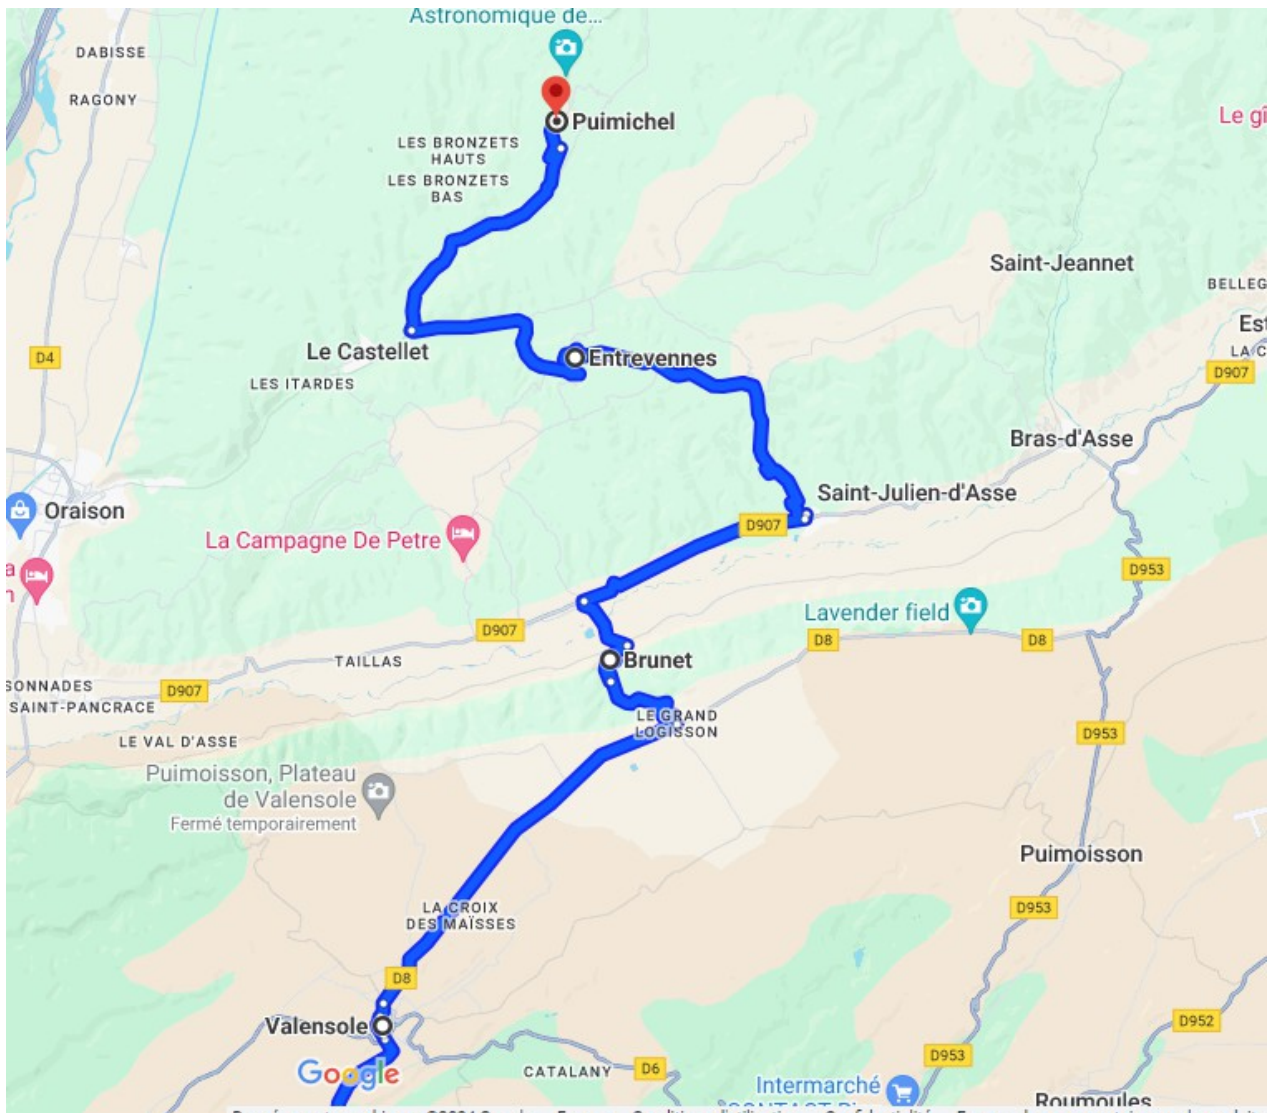 Astronomique de...
DABISSE
RAGONY
Puimichel
Le gî
LES BRONZETS
HAUTS
LES BRONZETS
BAS
Saint-Jeannet
BELLEG
Est
LA C
D4
Le Castellet
Entrevennes
D907
LES ITARDES
Bras-d'Asse
Saint-Julien-d'Asse
Oraison
D907
La Campagne De Petre
a
n
D953
Lavender field
D907
D8
D8
TAILLAS
Brunet
SONNADES
D907
SAINT-PANCRACE
LE GRAND
LOGISSON
D953
LE VAL D'ASSE
Puimoisson, Plateau
de Valensole
Fermé temporairement
Puimoisson
LA CROIX
DES MAÏSSES
D953
D8
Valensole
D952
D953
Google
CATALANY
D6
Intermarché
Roumoules